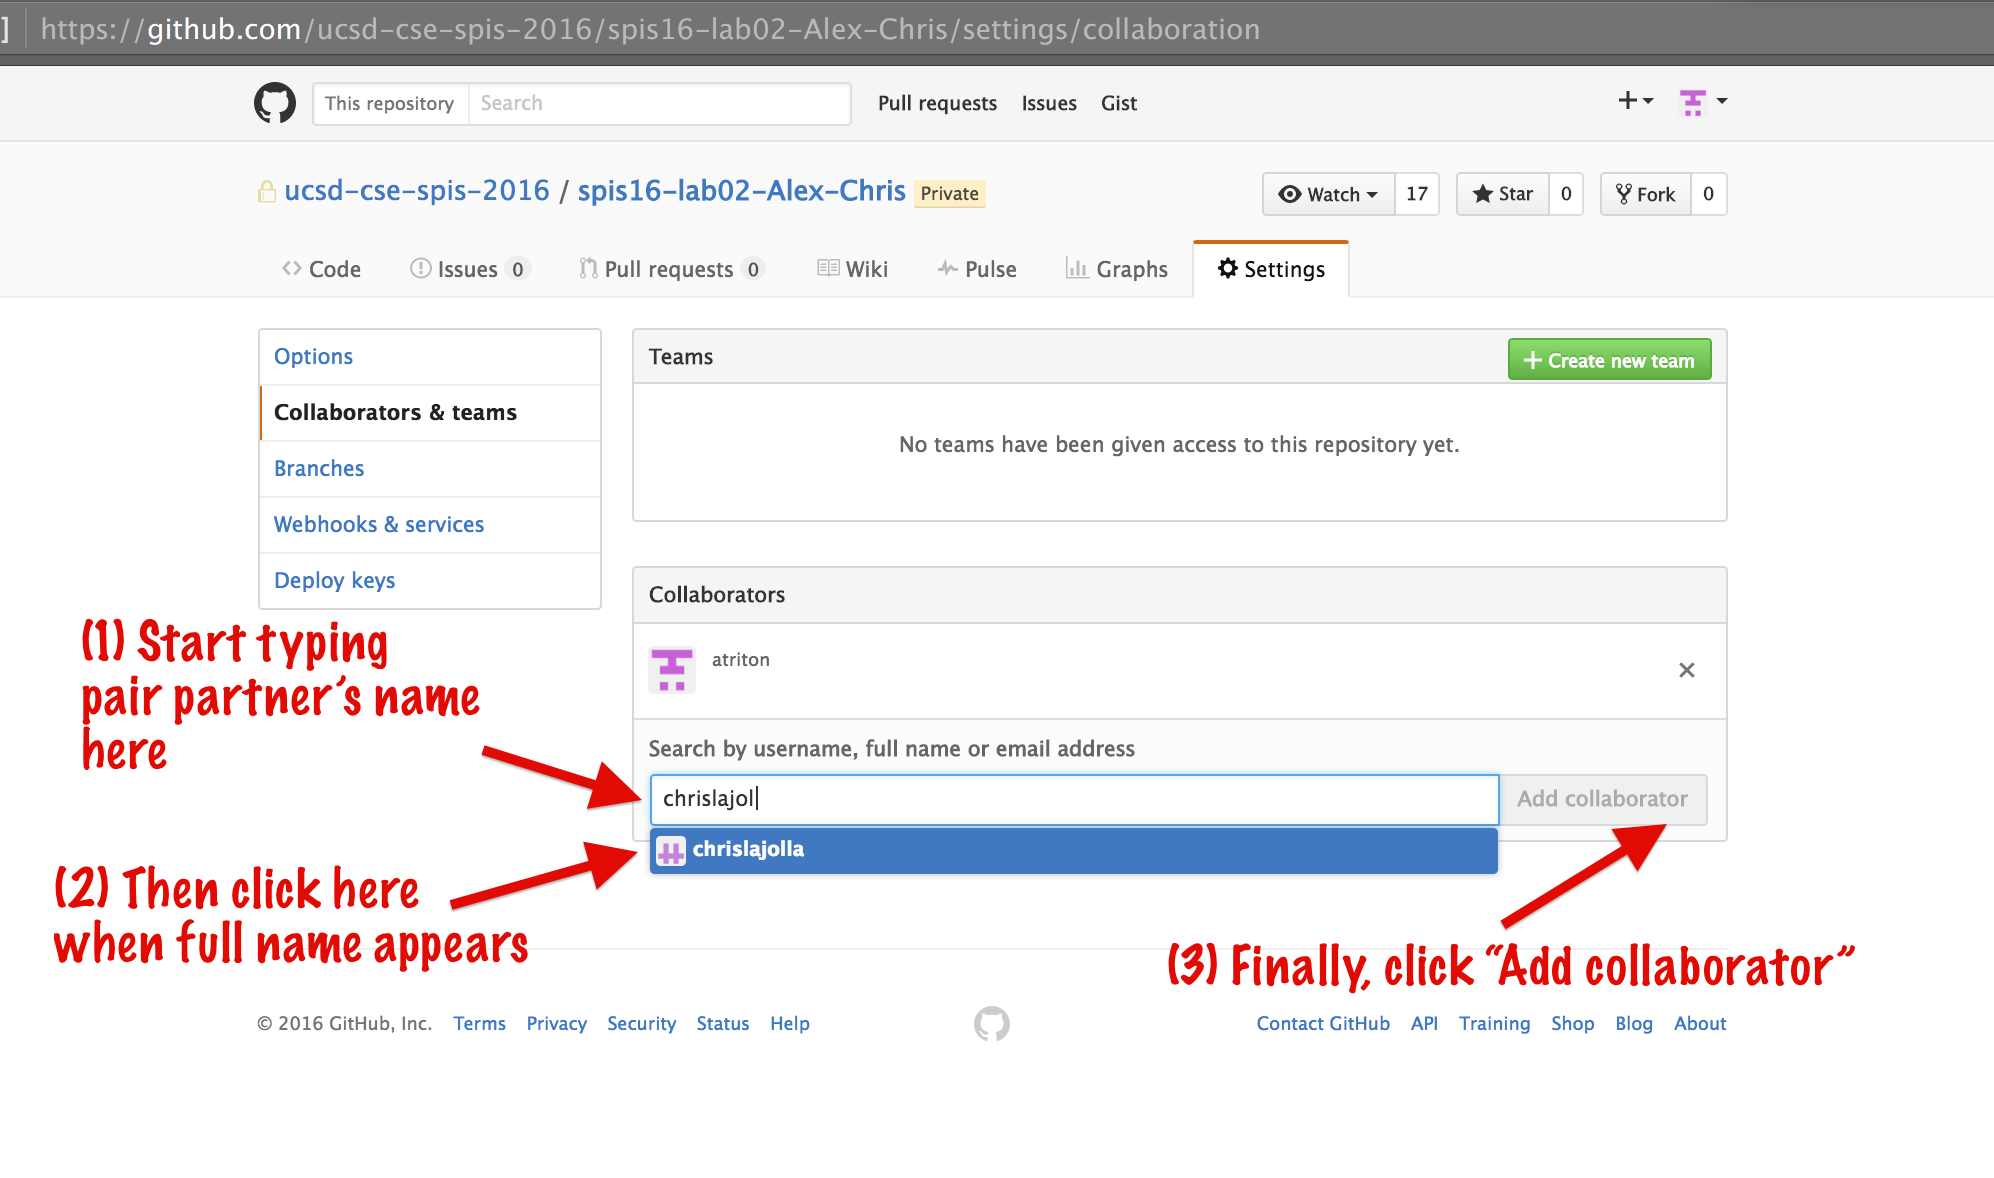 ] https://github.com/ucsd-cse-spis-2016/spis16-lab02-Alex-Chris/settings/collaboration
This repository Search Pull requests Issues Gist
ucsd-cse-spis-2016 / spis16-lab02-Alex-Chris Private Watch 17 Star 0 Fork 0
Code Issues 0 Pull requests 0 Wiki Pulse Graphs Settings
Options
Collaborators & teams
Branches
Webhooks & services
Deploy keys
Teams + Create new team
No teams have been given access to this repository yet.
Collaborators
atriton
Search by username, full name or email address
chrislajol Add collaborator
chrislajolla
(1) Start typing
pair partner's name
here
(2) Then click here
when full name appears
(3) Finally, click “Add collaborator”
© 2016 GitHub, Inc. Terms Privacy Security Status Help Contact GitHub API Training Shop Blog About